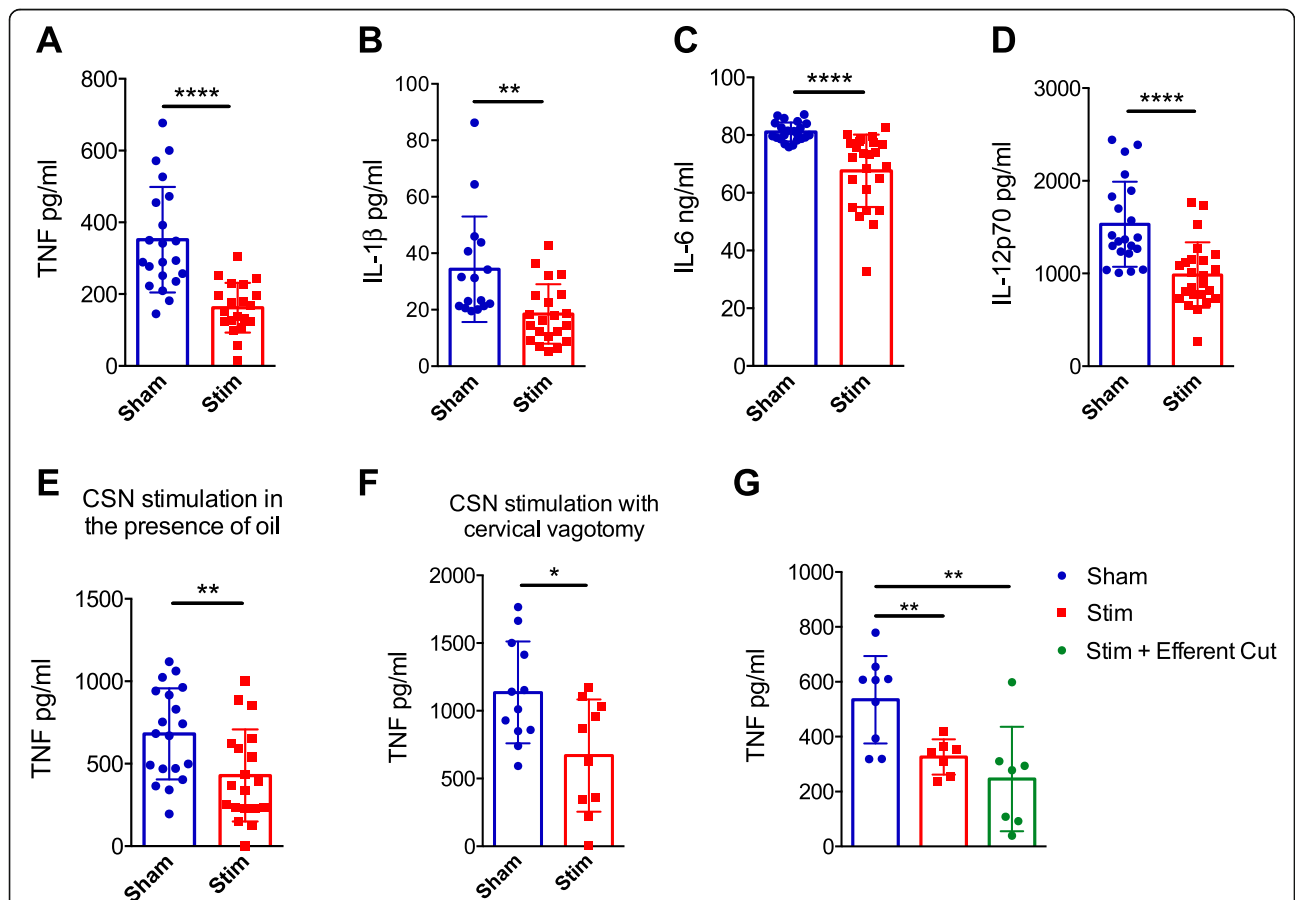 A
TNF pg/ml
800
600
400
200
0
****
Sham
Stim
B
IL-1β pg/ml
100
80
60
40
20
0
**
Sham
Stim
C
IL-6 ng/ml
100
80
60
40
20
0
****
Sham
Stim
D
IL-12p70 pg/ml
3000
2000
1000
0
****
Sham
Stim
E
CSN stimulation in
the presence of oil
TNF pg/ml
1500
1000
500
0
**
Sham
Stim
F
CSN stimulation with
cervical vagotomy
TNF pg/ml
2000
1500
1000
500
0
*
Sham
Stim
G
TNF pg/ml
1000
800
600
400
200
0
**
**
Sham
Stim
Stim + Efferent Cut